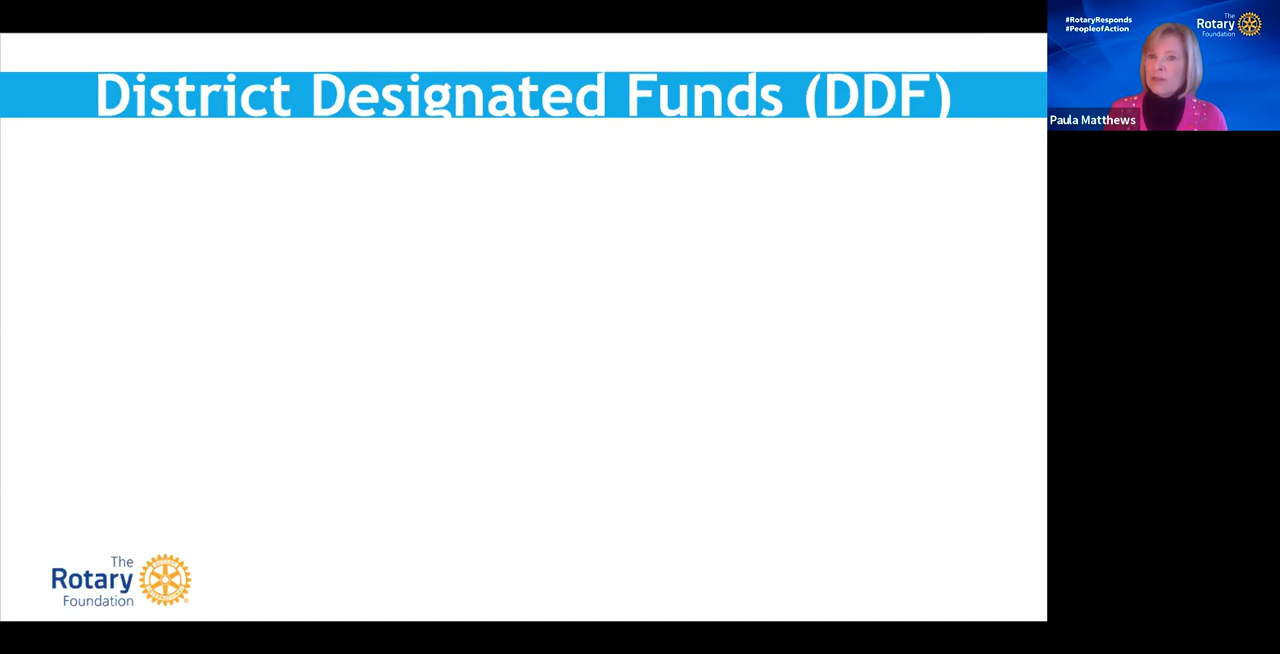 District Designated Funds (DDF)
#RotaryResponds
#PeopleofAction
The
Rotary
Foundation
Paula Matthews
The
Rotary
Foundation